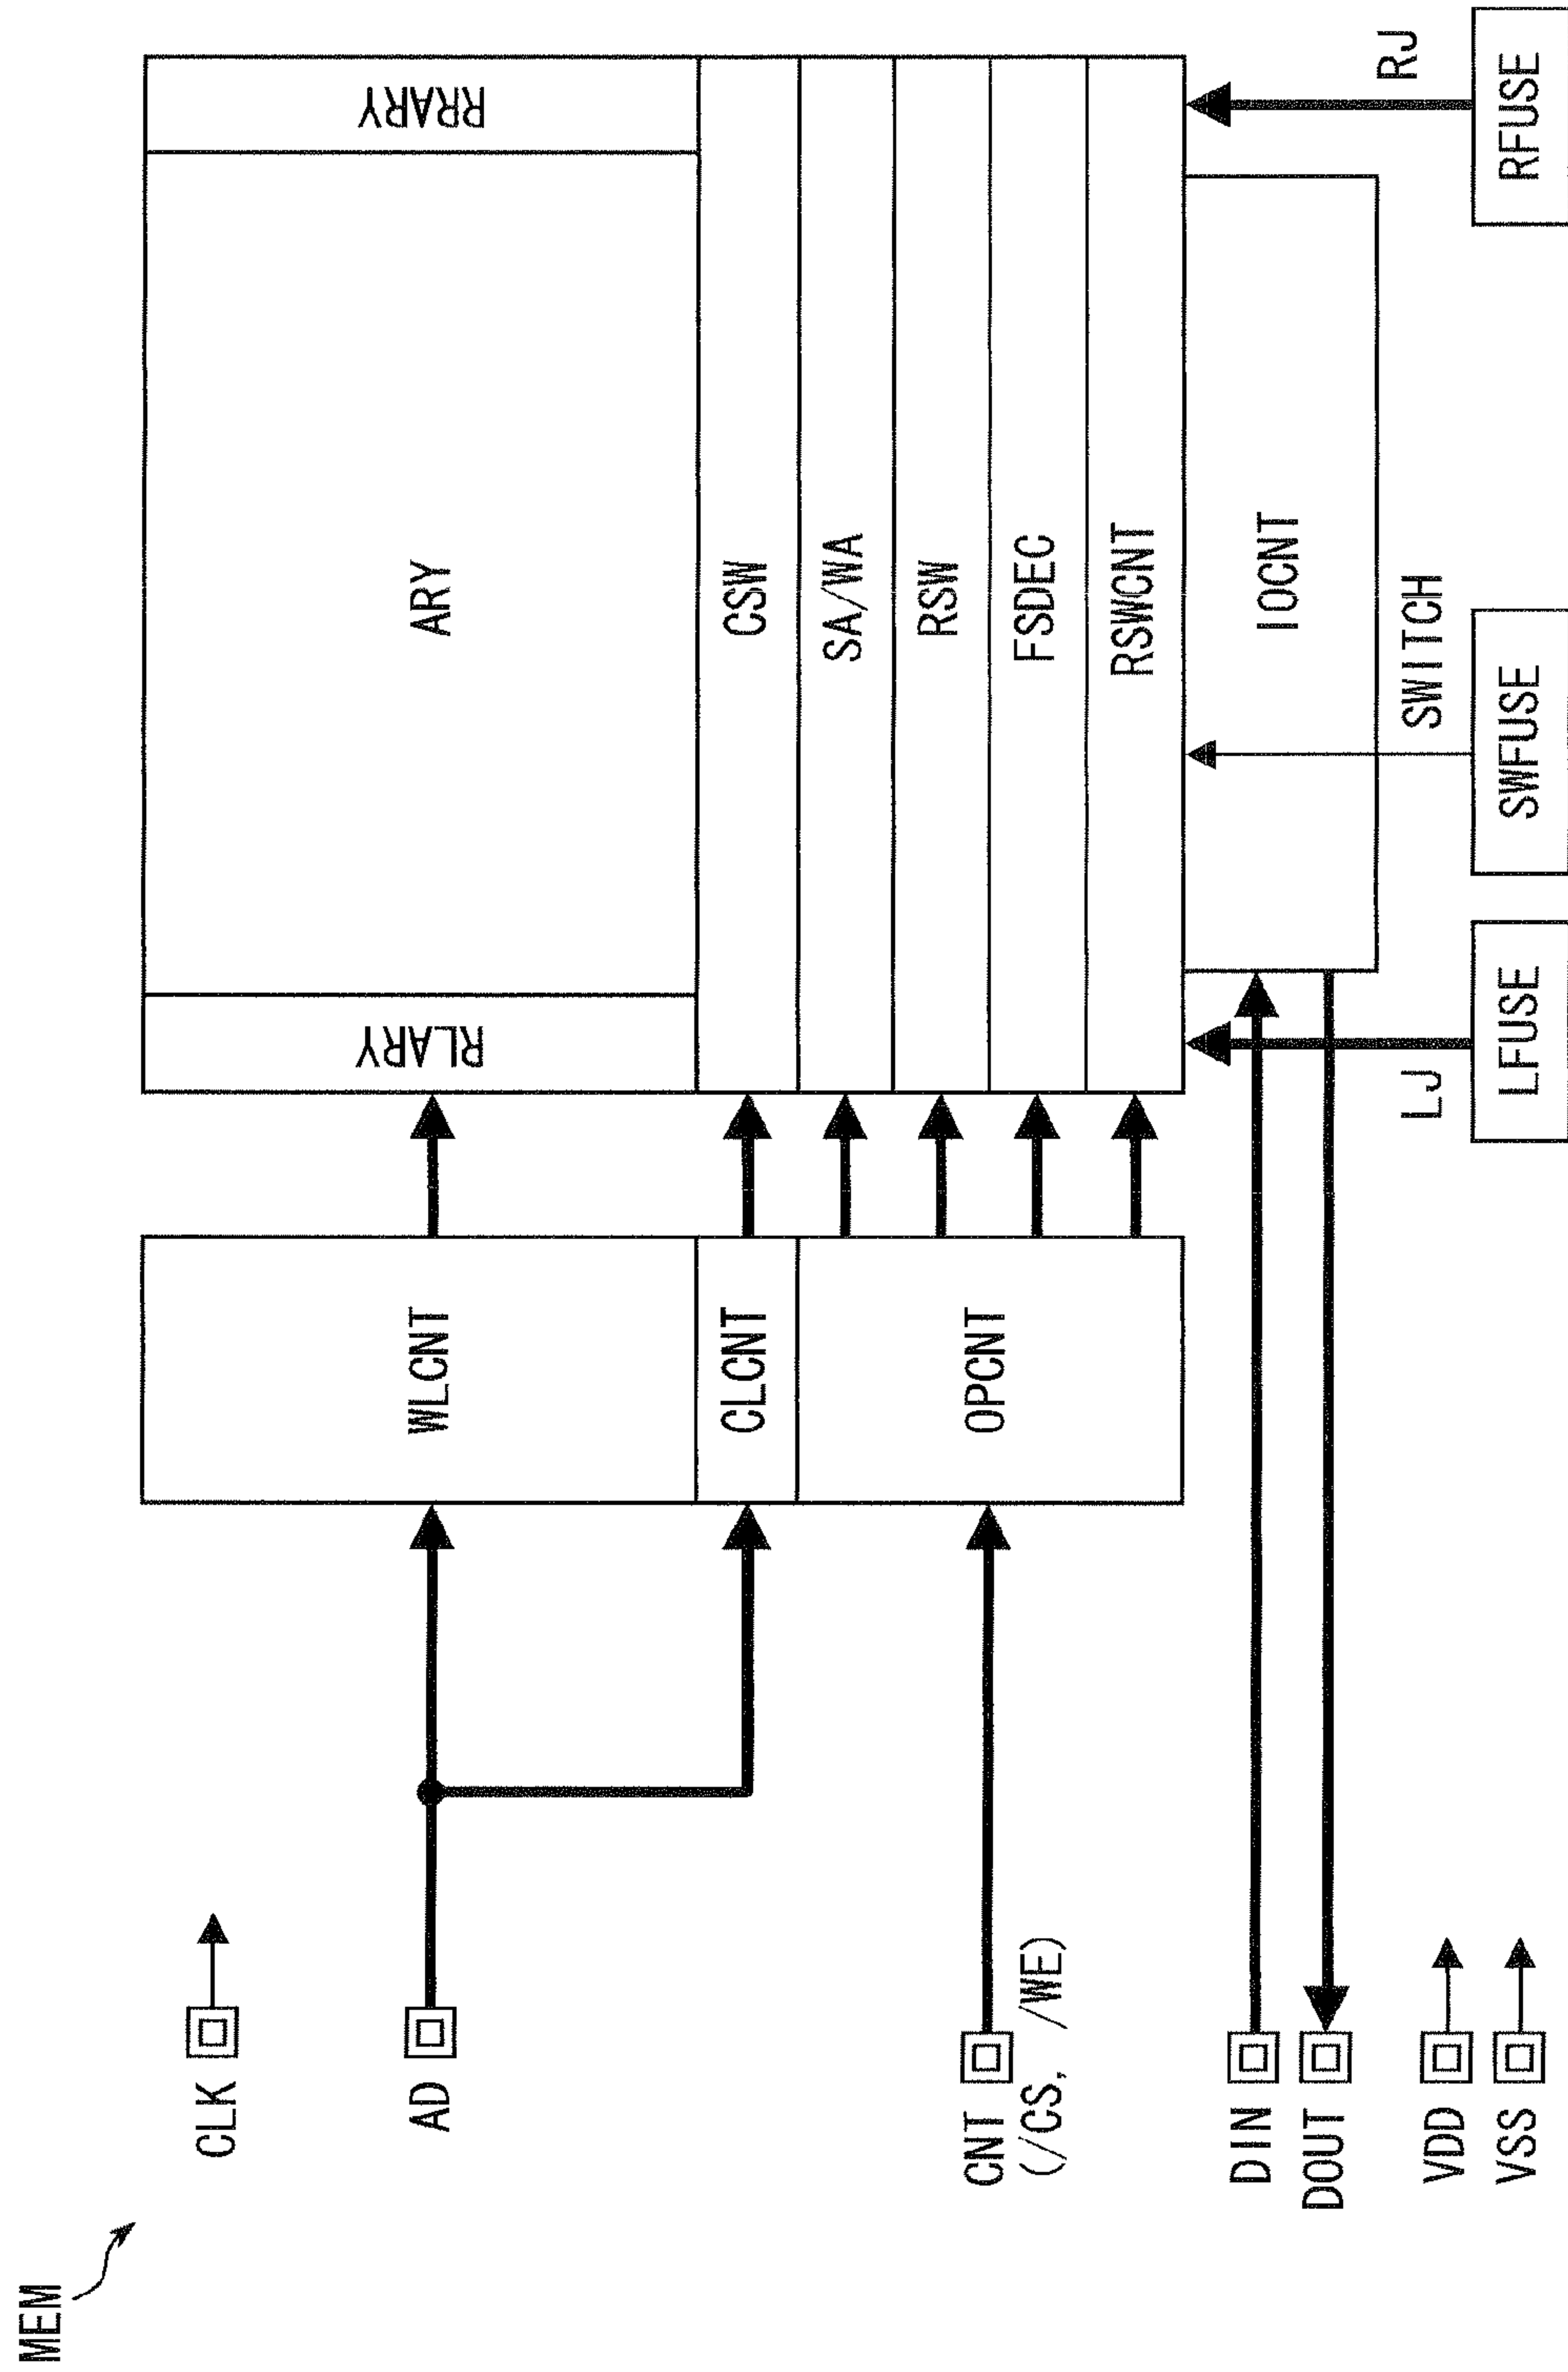 MEM
CLK
AD
CNT
(/CS, /WE)
DIN
DOUT
VDD
VSS
WLCNT
CLCNT
OPCNT
RLARY
ARY
RRARY
CSW
SA/WA
RSW
FSDEC
RSWCNT
IOCNT
LJ
SWITCH
RJ
LFUSE
SWFUSE
RFUSE